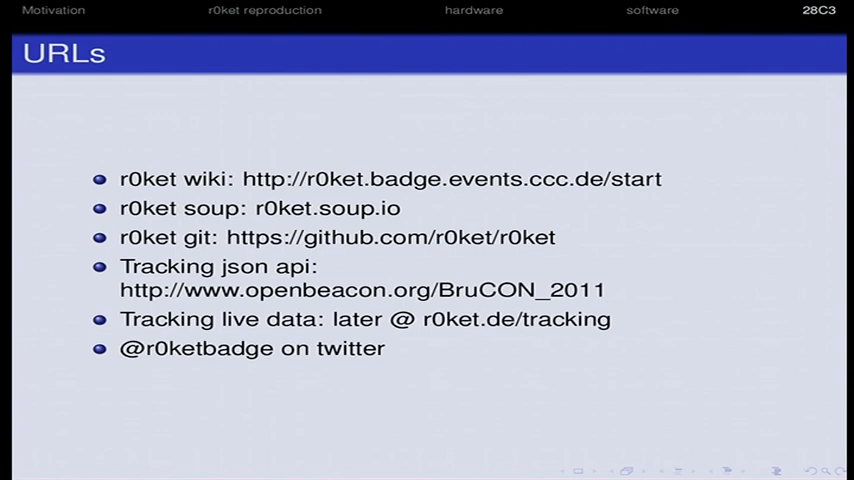 Motivation r0ket reproduction hardware software 28C3
URLs
r0ket wiki: http://r0ket.badge.events.ccc.de/start
r0ket soup: r0ket.soup.io
r0ket git: https://github.com/r0ket/r0ket
Tracking json api:
http://www.openbeacon.org/BruCON_2011
Tracking live data: later @ r0ket.de/tracking
@r0ketbadge on twitter